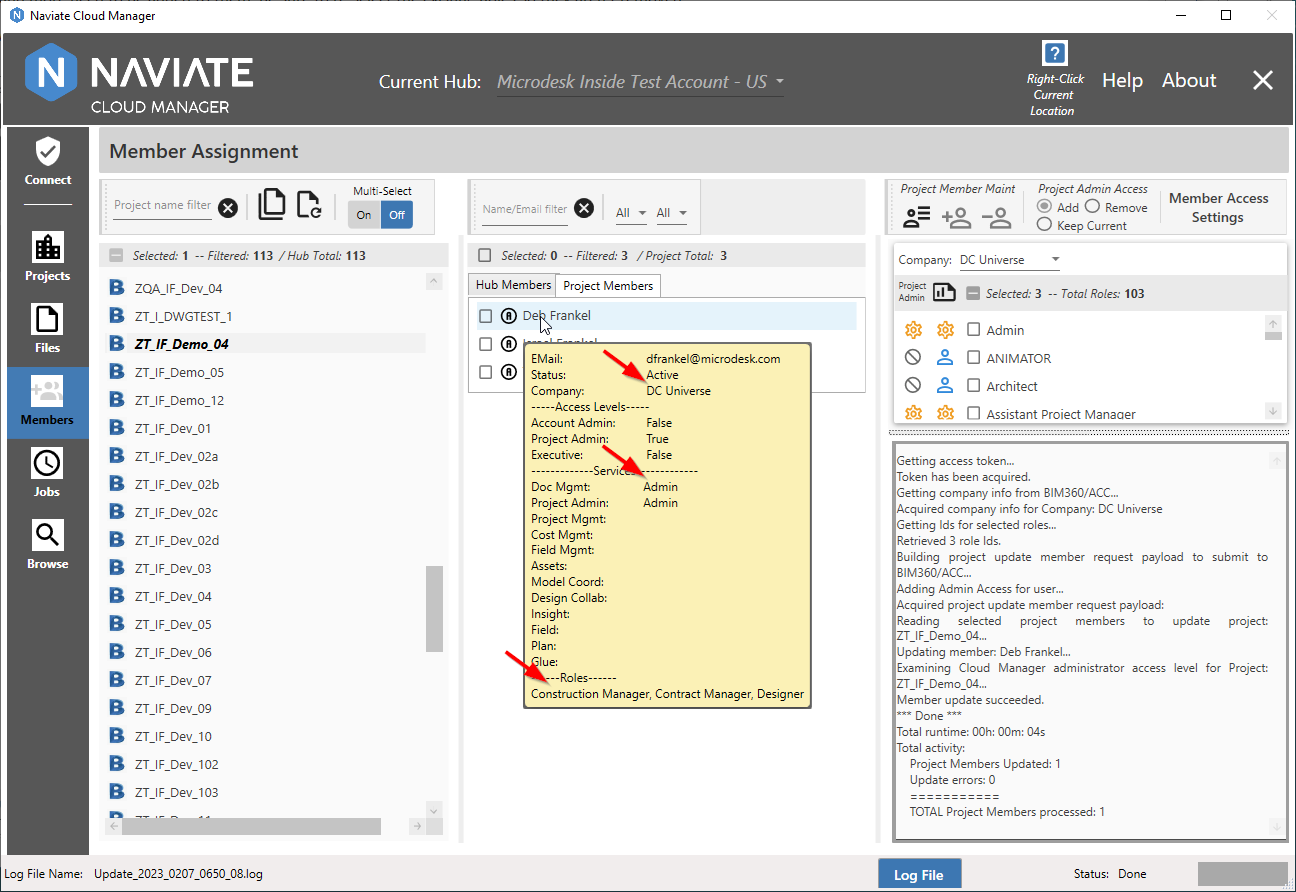 Naviate Cloud Manager
N NAVIATE
CLOUD MANAGER
Current Hub: Microdesk Inside Test Account - US
?
Right-Click
Current
Location
Help
About
Connect
Projects
Files
Members
Jobs
Browse
Member Assignment
Project name filter
Multi-Select
On Off
Selected: 1 -- Filtered: 113 / Hub Total: 113
B ZQA_IF_Dev_04
B ZT_I_DWGTEST_1
B ZT_IF_Demo_04
B ZT_IF_Demo_05
B ZT_IF_Demo_12
B ZT_IF_Dev_01
B ZT_IF_Dev_02a
B ZT_IF_Dev_02b
B ZT_IF_Dev_02c
B ZT_IF_Dev_02d
B ZT_IF_Dev_03
B ZT_IF_Dev_04
B ZT_IF_Dev_05
B ZT_IF_Dev_06
B ZT_IF_Dev_07
B ZT_IF_Dev_09
B ZT_IF_Dev_10
B ZT_IF_Dev_102
B ZT_IF_Dev_103
Name/Email filter
All All
Selected: 0 -- Filtered: 3 / Project Total: 3
Hub Members Project Members
A Deb Frankel
A
A
EMail: dfrankel@microdesk.com
Status: Active
Company: DC Universe
-----Access Levels-----
Account Admin: False
Project Admin: True
Executive: False
-------------Services------------
Doc Mgmt: Admin
Project Admin: Admin
Project Mgmt:
Cost Mgmt:
Field Mgmt:
Assets:
Model Coord:
Design Collab:
Insight:
Field:
Plan:
Glue:
------Roles------
Construction Manager, Contract Manager, Designer
Project Member Maint
Project Admin Access
Add Remove
Keep Current
Member Access
Settings
Company: DC Universe
Project
Admin
Selected: 3 -- Total Roles: 103
Admin
ANIMATOR
Architect
Assistant Project Manager
Getting access token...
Token has been acquired.
Getting company info from BIM360/ACC...
Acquired company info for Company: DC Universe
Getting Ids for selected roles...
Retrieved 3 role Ids.
Building project update member request payload to submit to
BIM360/ACC...
Adding Admin Access for user...
Acquired project update member request payload:
Reading selected project members to update project:
ZT_IF_Demo_04...
Updating member: Deb Frankel...
Examining Cloud Manager administrator access level for Project:
ZT_IF_Demo_04...
Member update succeeded.
*** Done ***
Total runtime: 00h: 00m: 04s
Total activity:
Project Members Updated: 1
Update errors: 0
===========
TOTAL Project Members processed: 1
Log File Name: Update_2023_0207_0650_08.log
Log File
Status: Done